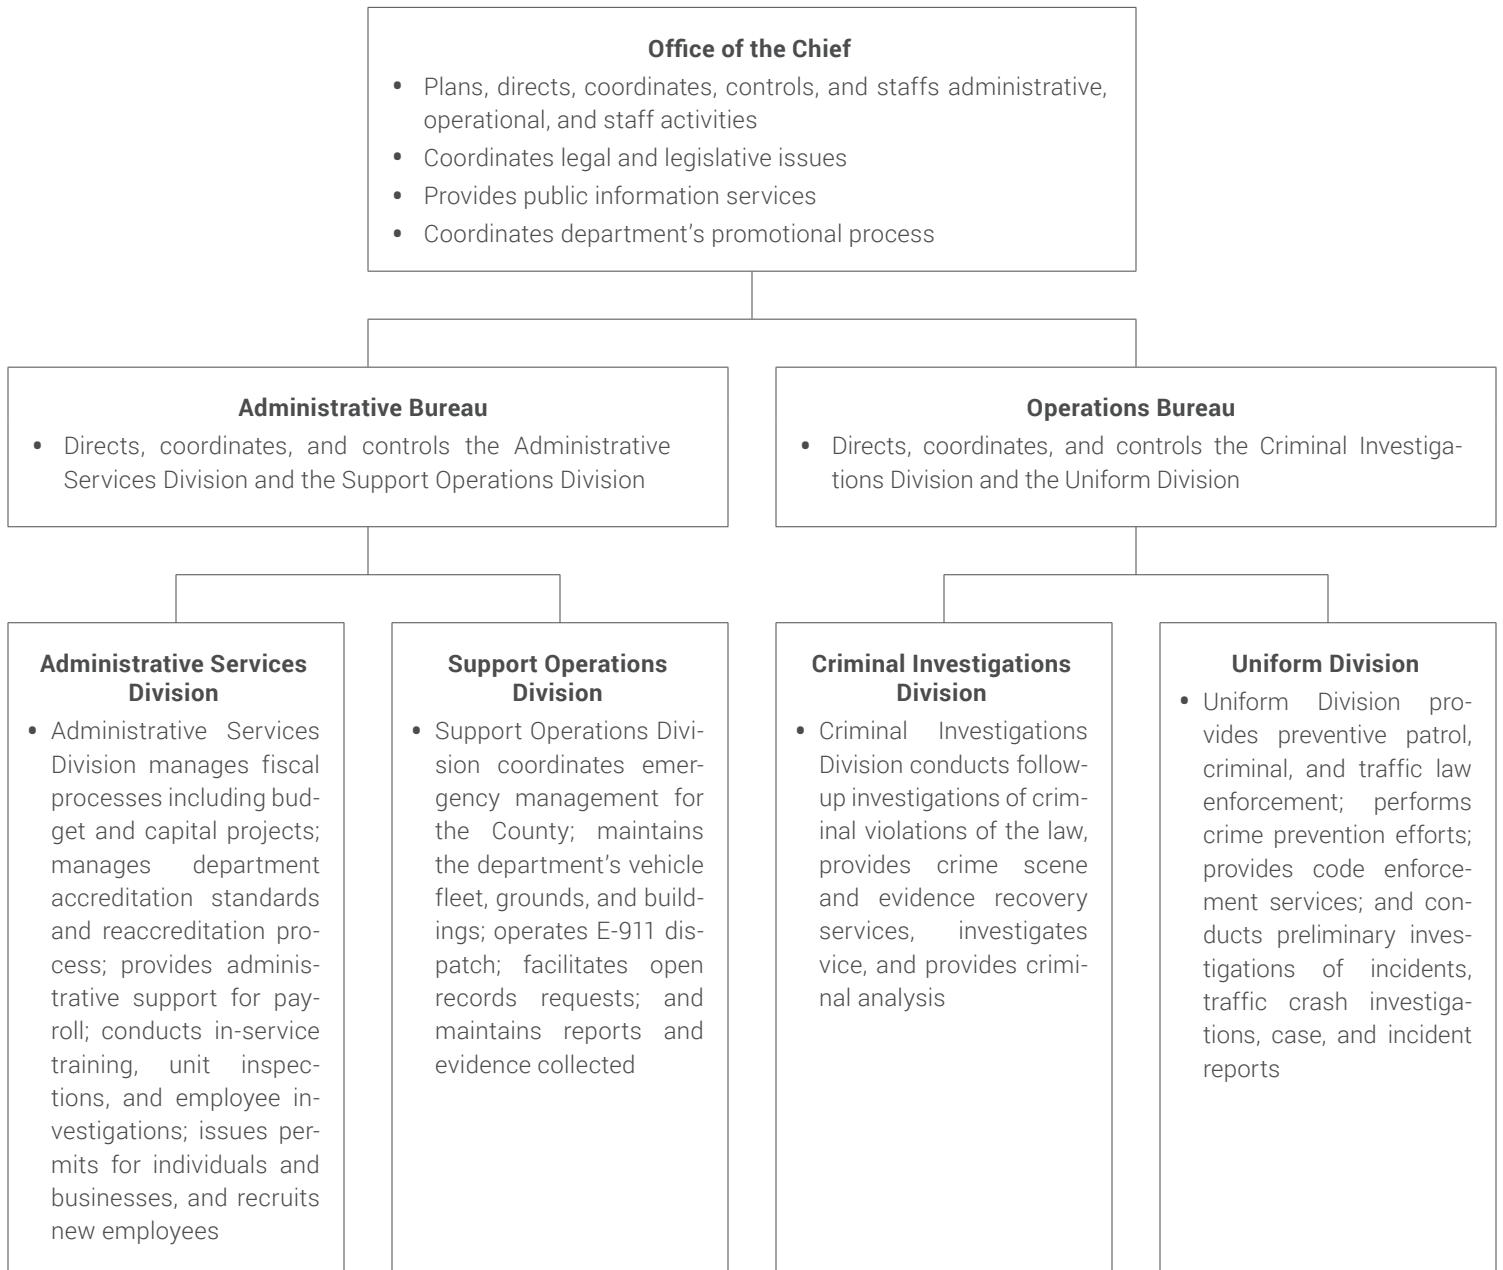 Office of the Chief
• Plans, directs, coordinates, controls, and staffs administrative,
operational, and staff activities
• Coordinates legal and legislative issues
• Provides public information services
• Coordinates department's promotional process
Administrative Bureau
• Directs, coordinates, and controls the Administrative
Services Division and the Support Operations Division
Operations Bureau
• Directs, coordinates, and controls the Criminal Investiga-
tions Division and the Uniform Division
Administrative Services
Division
• Administrative Services
Division manages fiscal
processes including bud-
get and capital projects;
manages department
accreditation standards
and reaccreditation pro-
cess; provides adminis-
trative support for pay-
roll; conducts in-service
training, unit inspec-
tions, and employee in-
vestigations; issues per-
mits for individuals and
businesses, and recruits
new employees
Support Operations
Division
• Support Operations Divi-
sion coordinates emer-
gency management for
the County; maintains
the department's vehicle
fleet, grounds, and build-
ings; operates E-911 dis-
patch; facilitates open
records requests; and
maintains reports and
evidence collected
Criminal Investigations
Division
• Criminal Investigations
Division conducts follow-
up investigations of crim-
inal violations of the law,
provides crime scene
and evidence recovery
services, investigates
vice, and provides crimi-
nal analysis
Uniform Division
• Uniform Division pro-
vides preventive patrol,
criminal, and traffic law
enforcement; performs
crime prevention efforts;
provides code enforce-
ment services; and con-
ducts preliminary inves-
tigations of incidents,
traffic crash investiga-
tions, case, and incident
reports